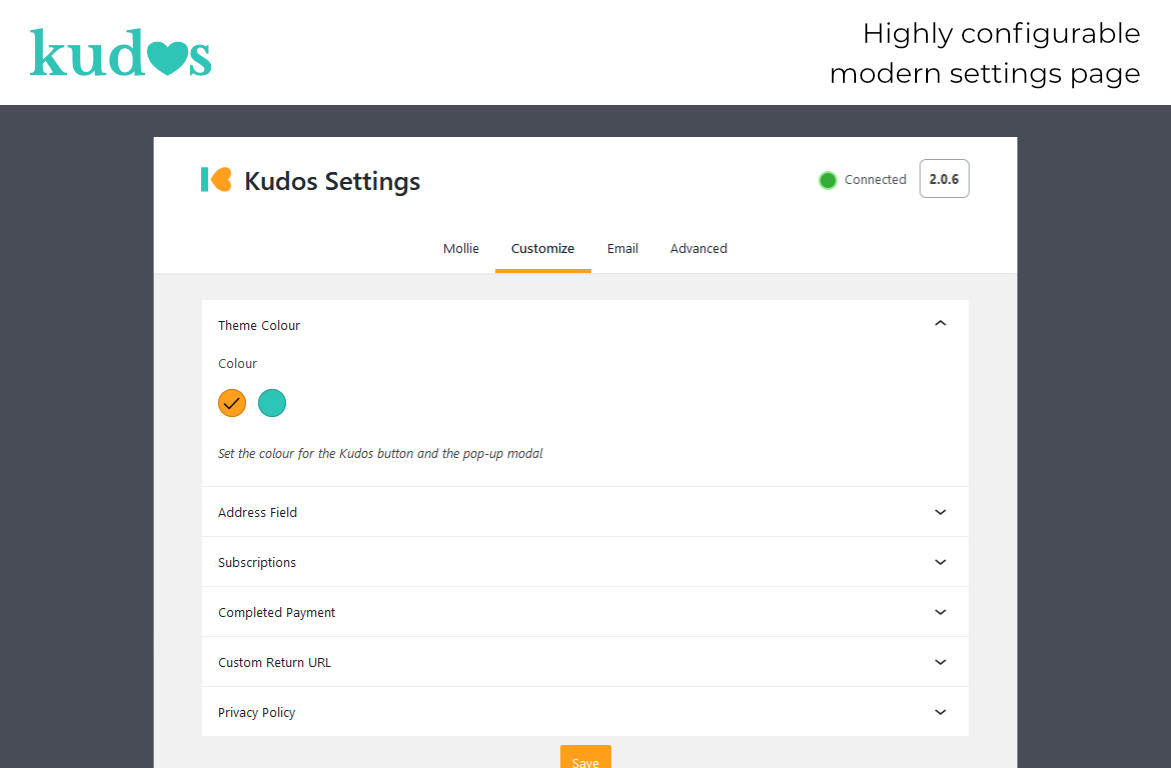 kudos
Highly configurable
modern settings page
Kudos Settings
Connected
2.0.6
Mollie
Customize
Email
Advanced
Theme Colour
Colour
Set the colour for the Kudos button and the pop-up modal
Address Field
Subscriptions
Completed Payment
Custom Return URL
Privacy Policy
Save